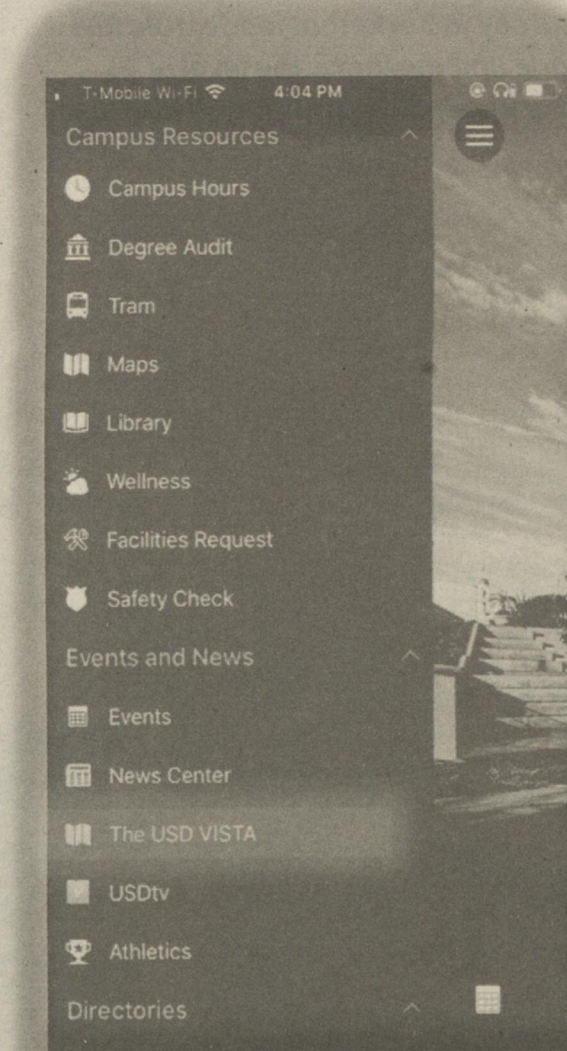 T-Mobile Wi-Fi 4:04 PM
Campus Resources
Campus Hours
Degree Audit
Tram
Maps
Library
Wellness
Facilities Request
Safety Check
Events and News
Events
News Center
The USD VISTA
USDtv
Athletics
Directories